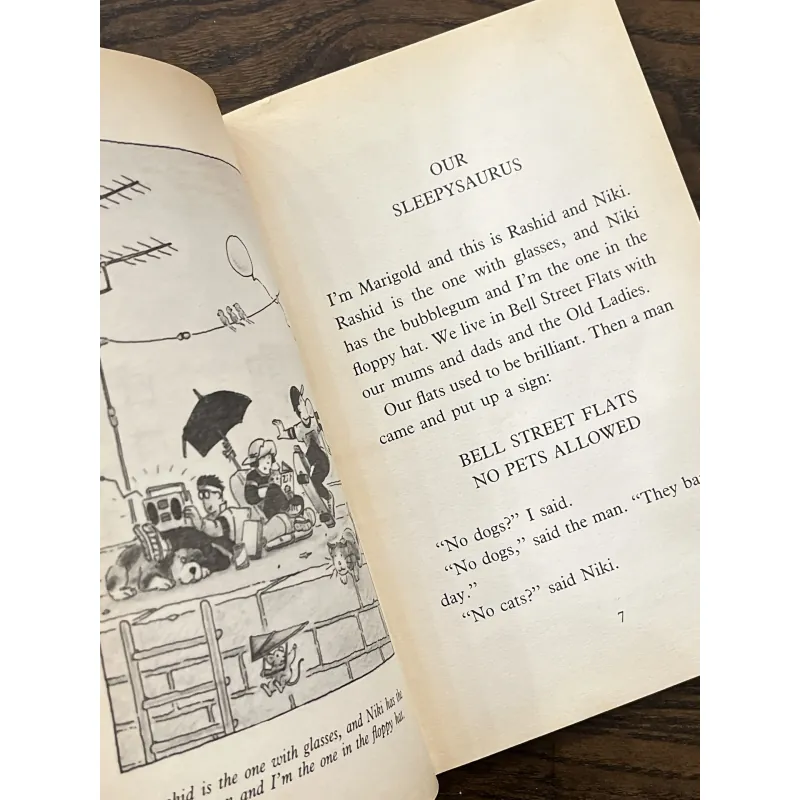 is the one with glasses, and Niki has the
and I'm the one in the floppy hat.
OUR
SLEEPYSAURUS
I'm Marigold and this is Rashid and Niki.
Rashid is the one with glasses, and Niki
has the bubblegum and I'm the one in the
floppy hat. We live in Bell Street Flats with
our mums and dads and the Old Ladies.
Our flats used to be brilliant. Then a man
came and put up a sign:
BELL STREET FLATS
NO PETS ALLOWED
“No dogs?” I said.
“No dogs,” said the man. “They
day.”
“No cats?” said Niki.
7